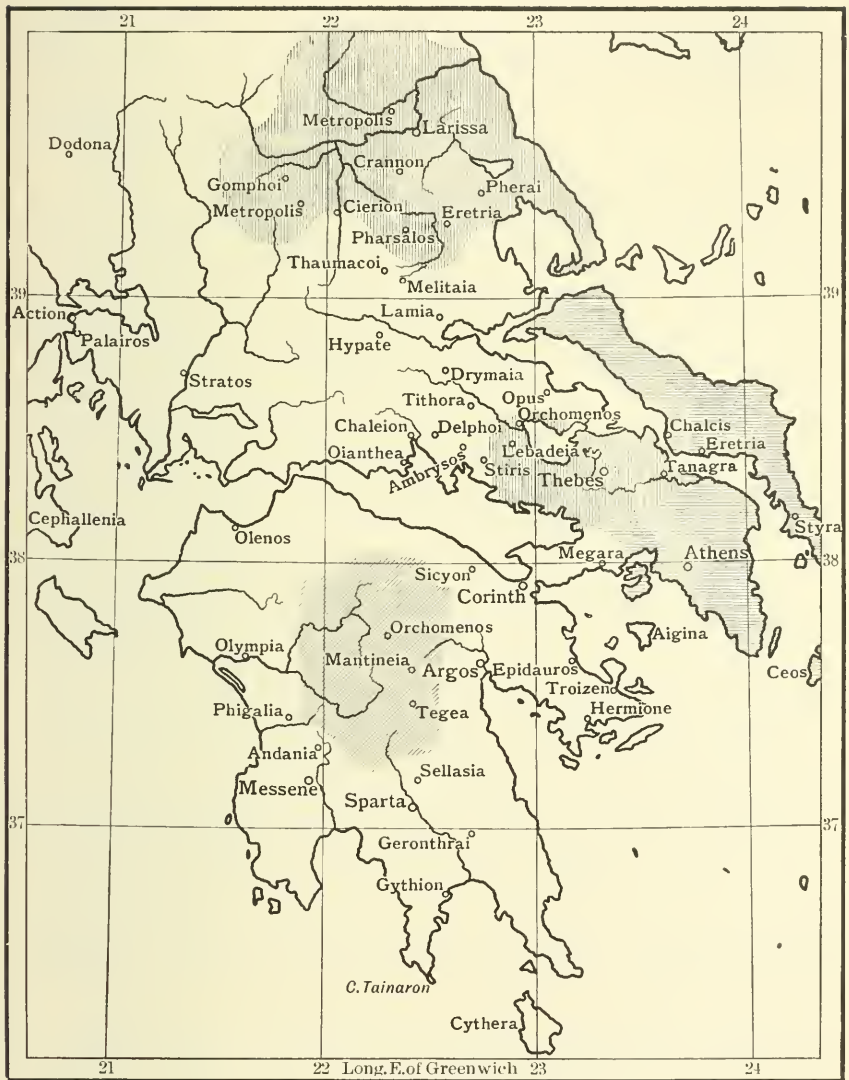 21 22 23 24
Metropolis
Larissa
Dodona
Crannon
Gomphoi
Pherai
Metropolis
Cierion
Eretria
Pharsalos
Thaumacoi
Melitaia
39 39
Action
Lamia
Palairos
Hypate
Drymaia
Stratos
Tithora
Opus
Orchomenos
Chaleion
Delphoi
Chalcis
Lebadeia
Eretria
Oianthea
Ambrysos
Stiris
Thebes
Tanagra
Cephallenia
Styra
Olenos
38 38
Megara
Athens
Sicyon
Corinth
Orchomenos
Aigina
Olympia
Mantineia
Argos
Epidauros
Ceos
Troizen
Phigalia
Tegea
Hermione
Andania
Messene
Sellasia
Sparta
37 37
Geronthrai
Gythion
C. Tainaron
Cythera
21 22 Long. E. of Greenwich 23 24